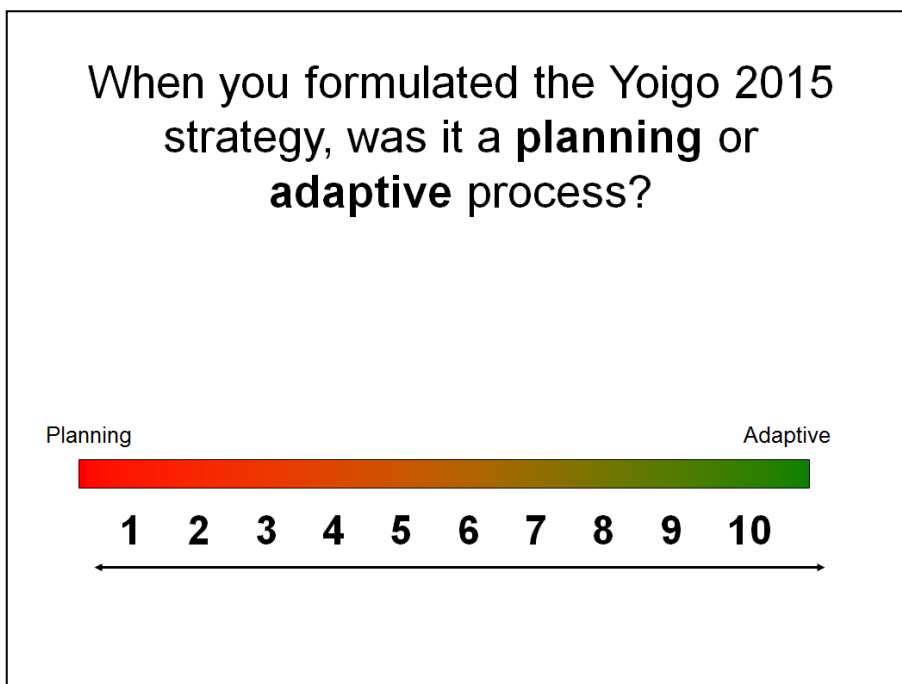 When you formulated the Yoigo 2015
strategy, was it a planning or
adaptive process?
Planning Adaptive
1 2 3 4 5 6 7 8 9 10